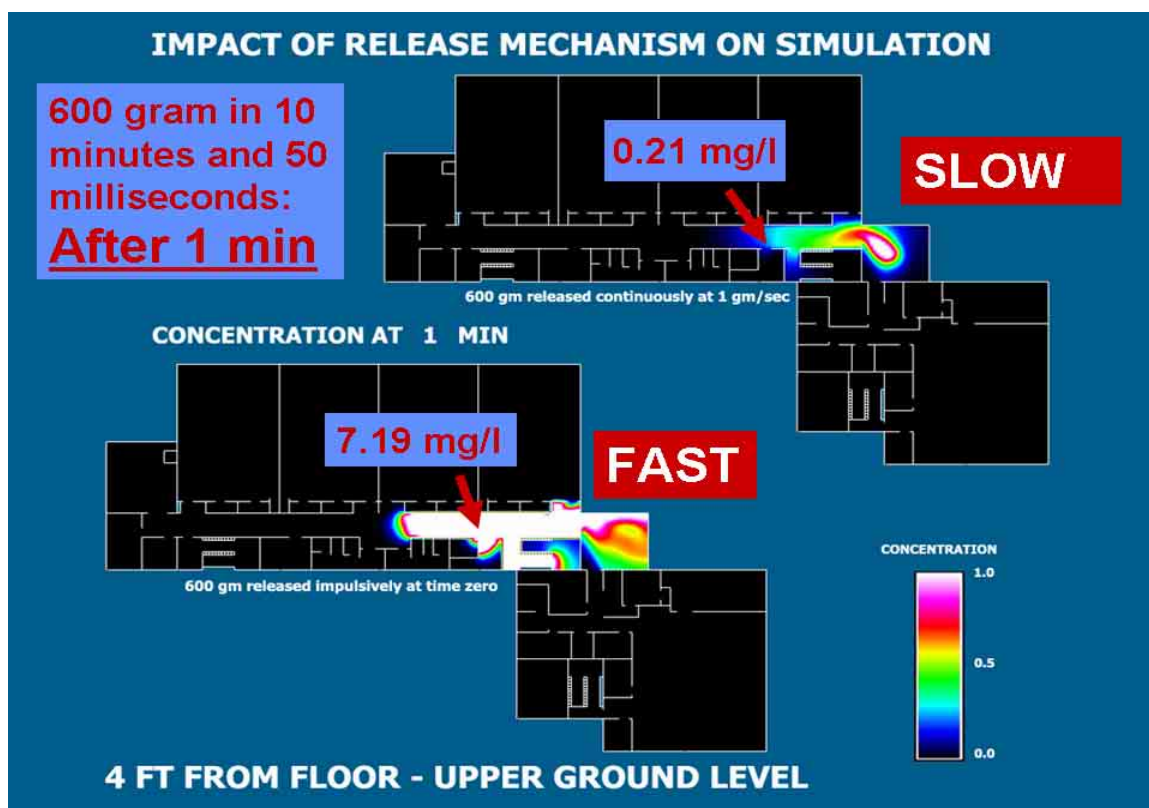 IMPACT OF RELEASE MECHANISM ON SIMULATION
600 gram in 10
minutes and 50
milliseconds:
After 1 min
0.21 mg/l
SLOW
600 gm released continuously at 1 gm/sec
CONCENTRATION AT 1 MIN
7.19 mg/l
FAST
600 gm released impulsively at time zero
CONCENTRATION
1.0
0.5
0.0
4 FT FROM FLOOR - UPPER GROUND LEVEL